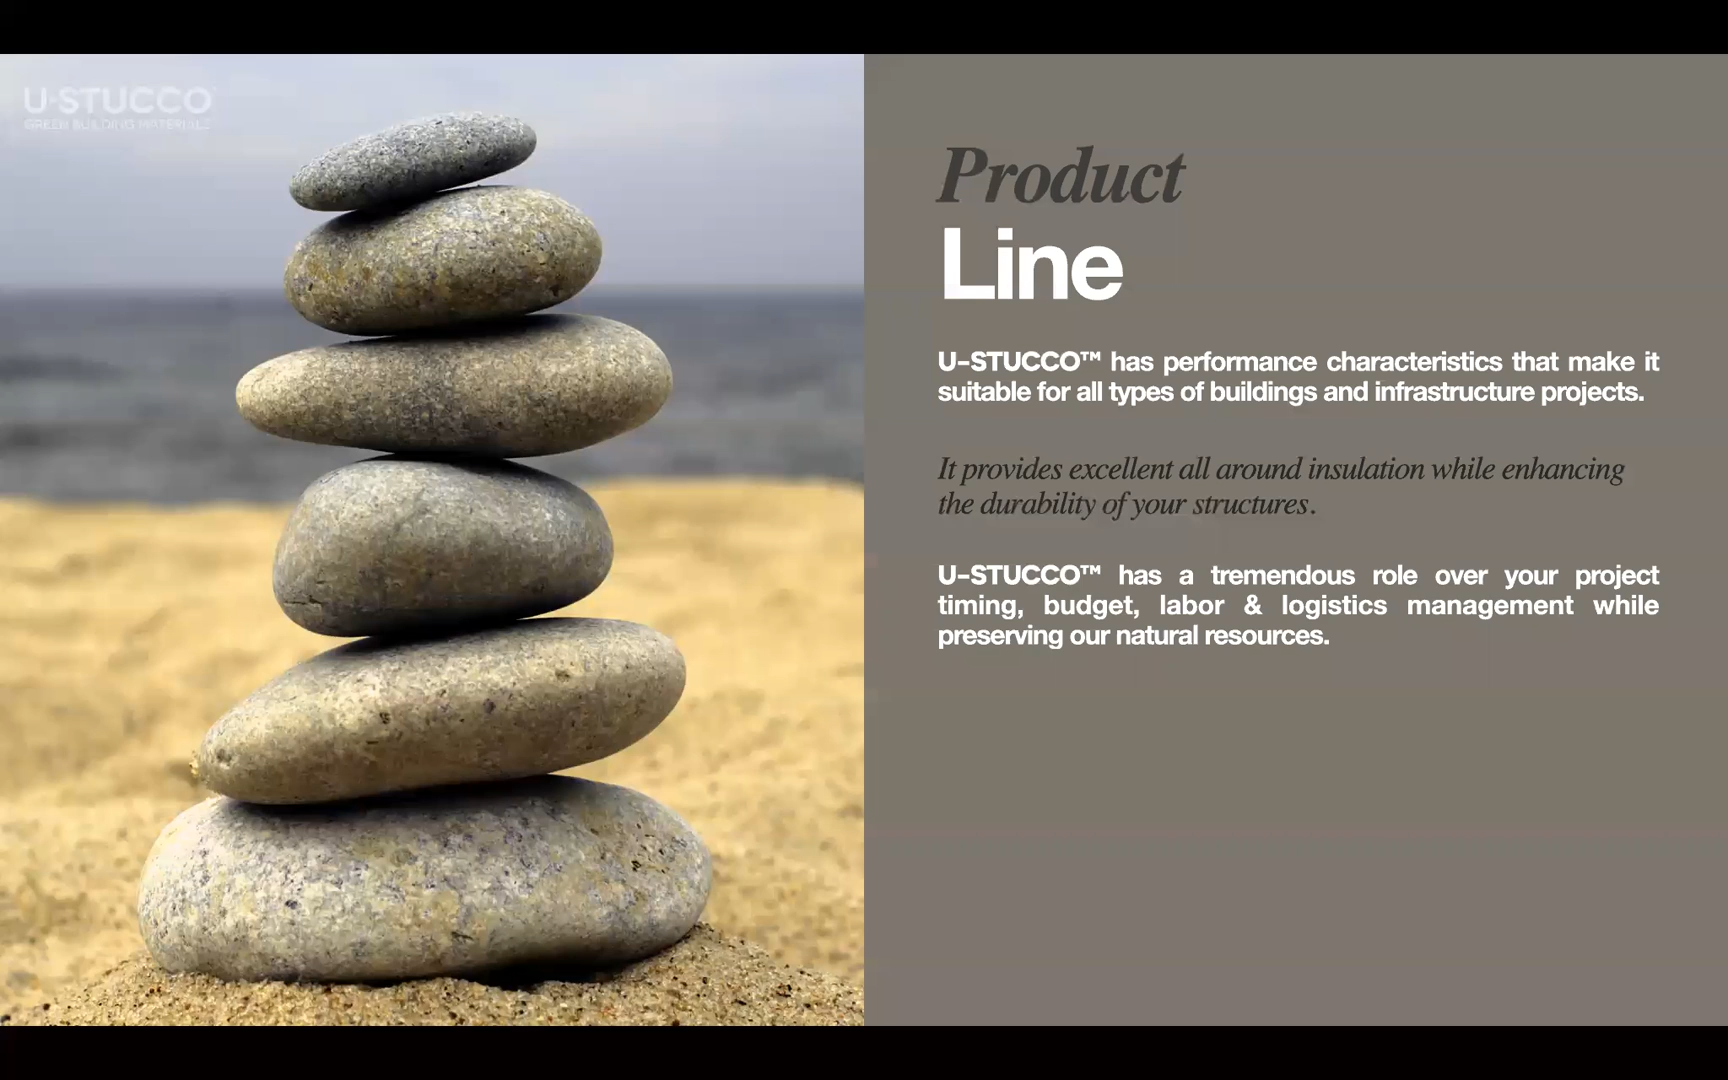 U-STUCCO
GREEN BUILDING MATERIALS
Product
Line
U-STUCCO™ has performance characteristics that make it
suitable for all types of buildings and infrastructure projects.
It provides excellent all around insulation while enhancing
the durability of your structures.
U-STUCCO™ has a tremendous role over your project
timing, budget, labor & logistics management while
preserving our natural resources.